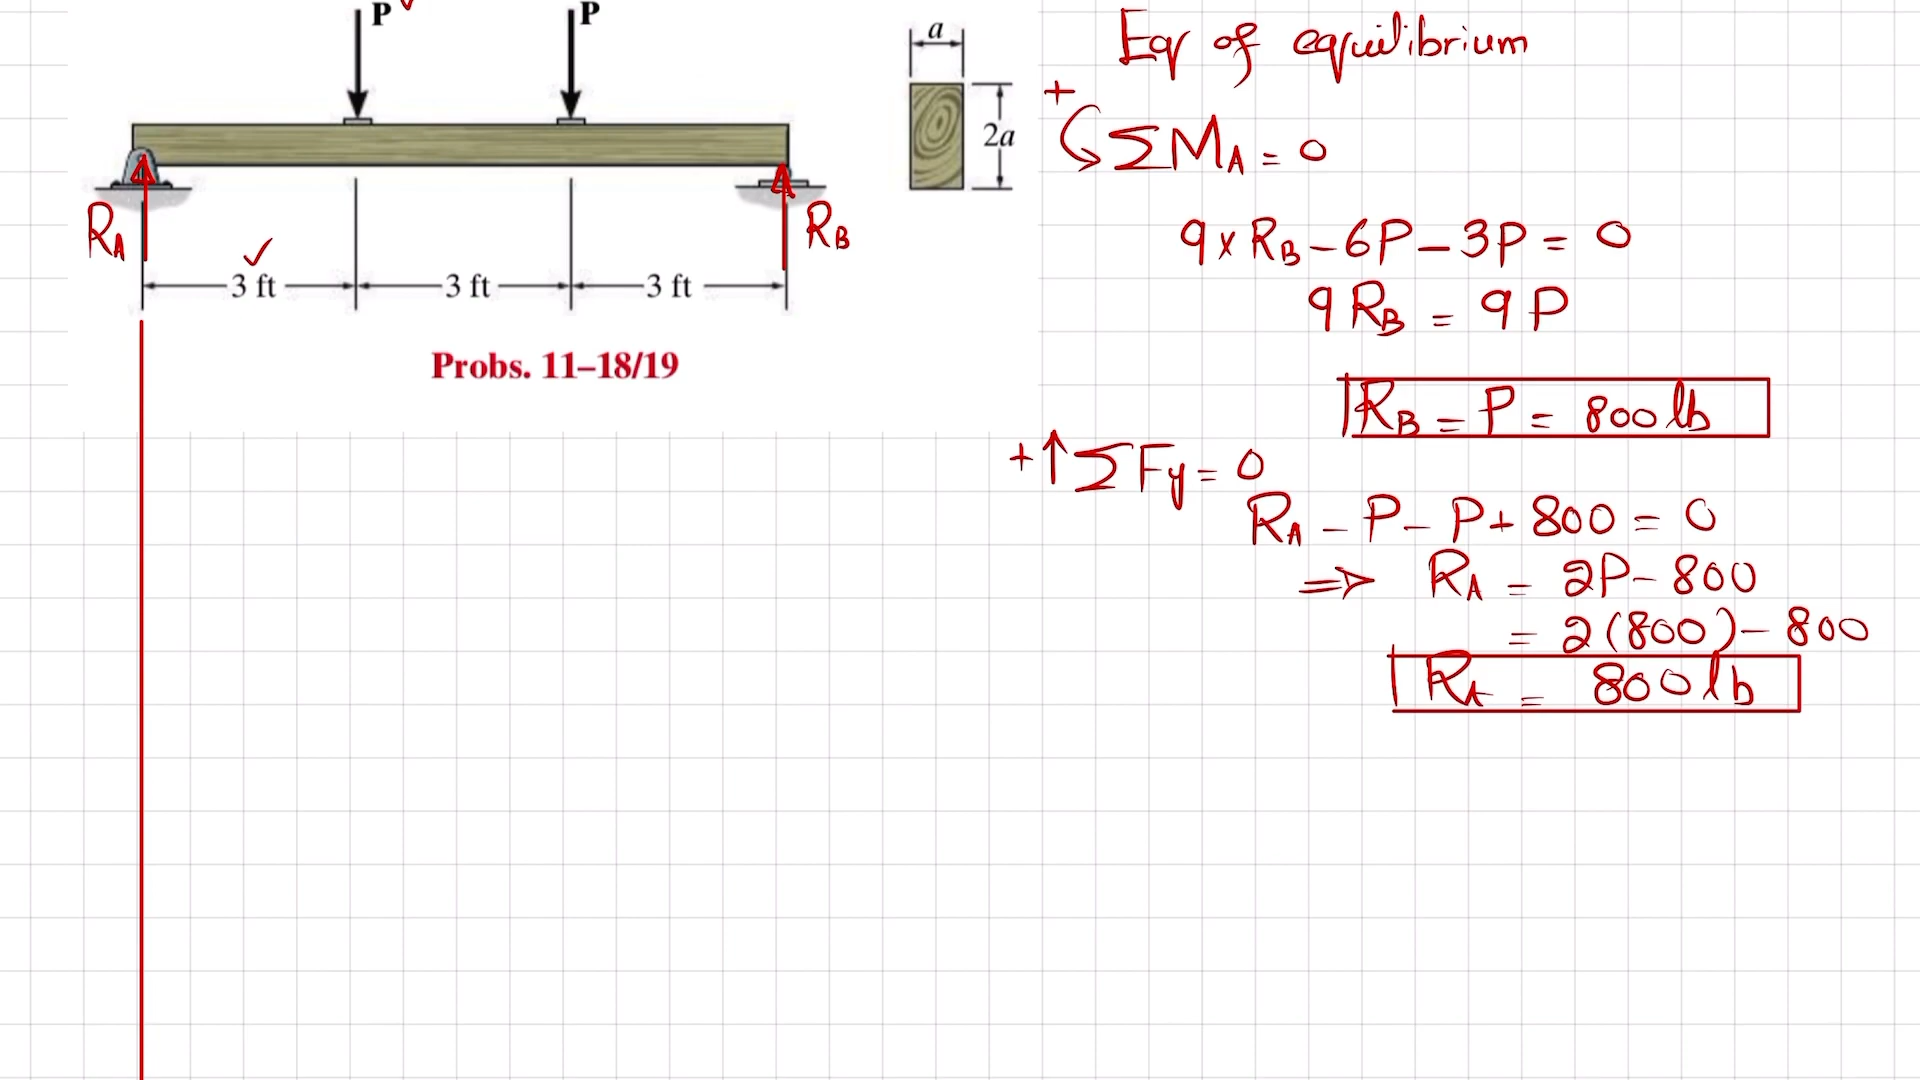 P P
a
2a
R_A R_B
3 ft 3 ft 3 ft
Probs. 11–18/19
Eq of equilibrium
+ ΣM_A = 0
9 x R_B - 6P - 3P = 0
9 R_B = 9 P
R_B = P = 800 lb
+↑ ΣFy = 0
R_A - P - P + 800 = 0
⇒ R_A = 2P - 800
= 2(800) - 800
R_A = 800 lb